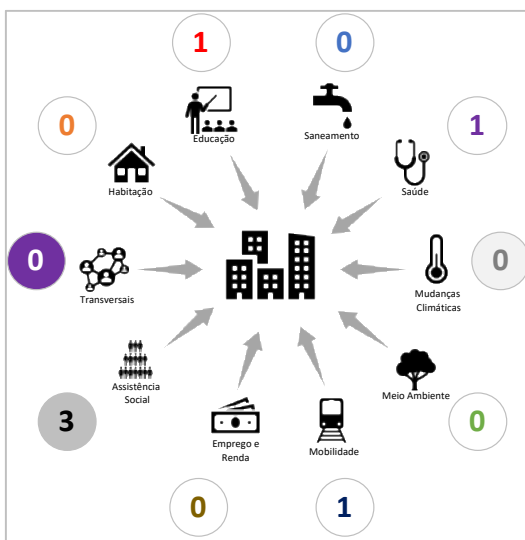 1
0
Educação
Saneamento
0
1
Habitação
Saúde
0
0
Transversais
Mudanças
Climáticas
Assistência
Social
Meio Ambiente
3
0
Emprego e
Renda
Mobilidade
0
1